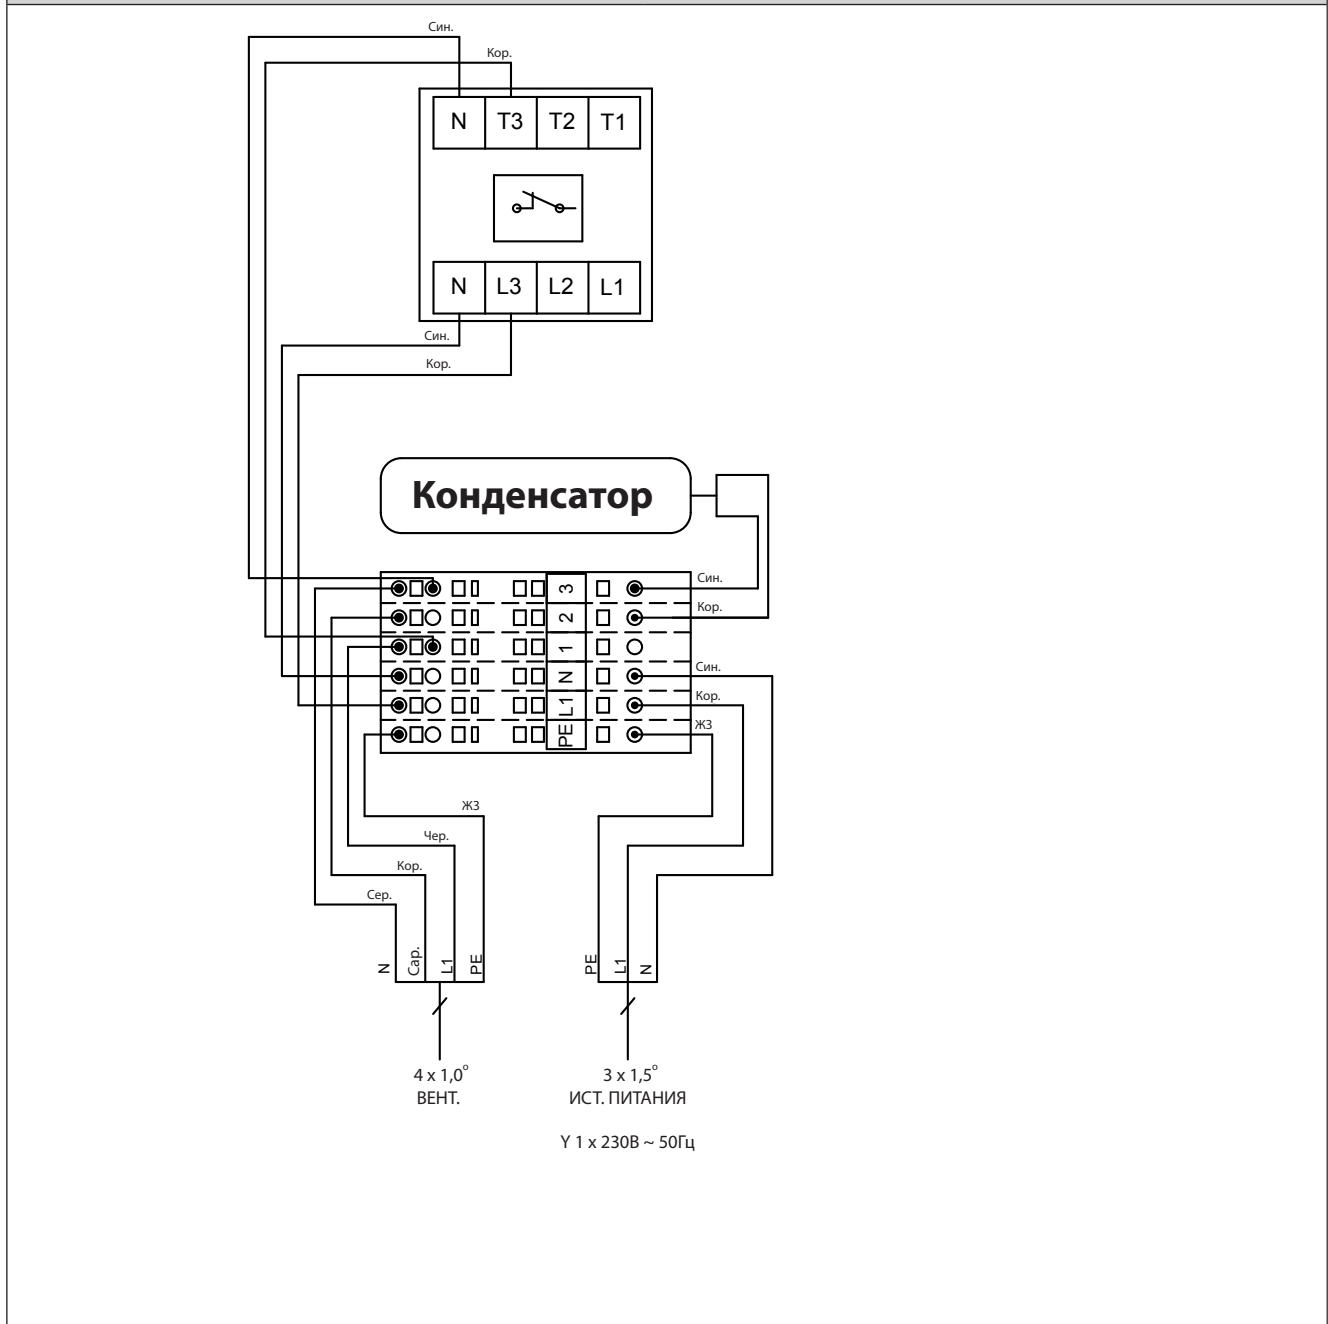 Син.
Кор.
N T3 T2 T1
N L3 L2 L1
Син.
Кор.
Конденсатор
3 Син.
2 Кор.
1
N Син.
L1 Кор.
PE ЖЗ
ЖЗ
Чер.
Кор.
Сер.
N Cap. L1 PE
PE L1 N
4 x 1,0°
ВЕНТ.
3 x 1,5°
ИСТ. ПИТАНИЯ
Y 1 x 230В ~ 50Гц